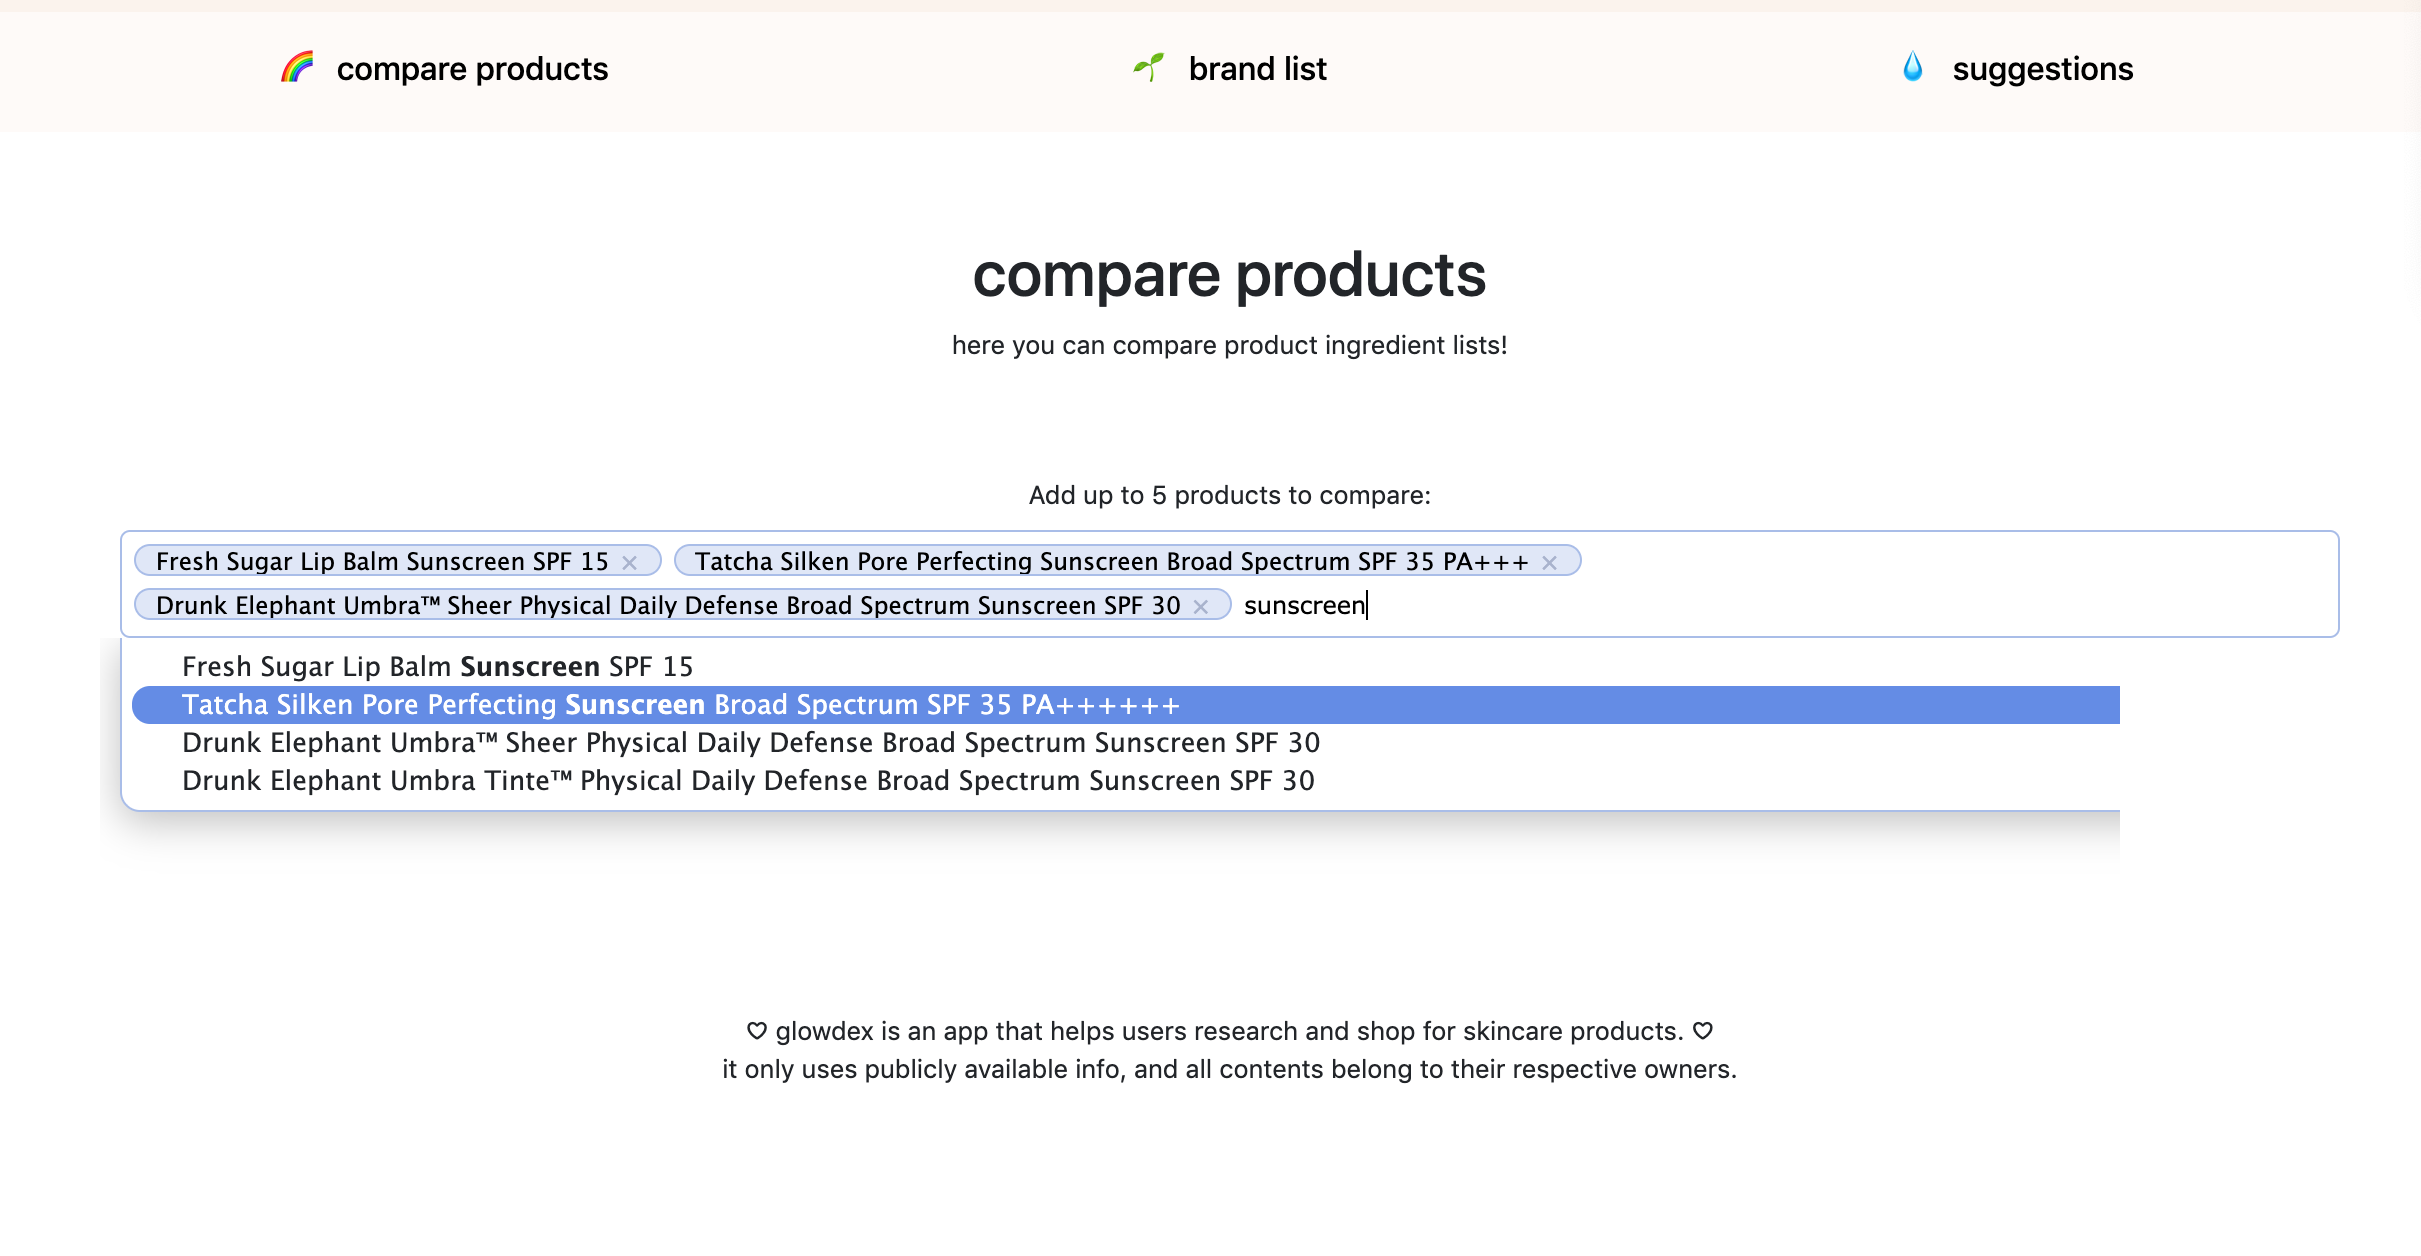 🌈 compare products 🌱 brand list 💧 suggestions
compare products
here you can compare product ingredient lists!
Add up to 5 products to compare:
Fresh Sugar Lip Balm Sunscreen SPF 15 × Tatcha Silken Pore Perfecting Sunscreen Broad Spectrum SPF 35 PA+++ ×
Drunk Elephant Umbra™ Sheer Physical Daily Defense Broad Spectrum Sunscreen SPF 30 × sunscreen
Fresh Sugar Lip Balm Sunscreen SPF 15
Tatcha Silken Pore Perfecting Sunscreen Broad Spectrum SPF 35 PA++++++
Drunk Elephant Umbra™ Sheer Physical Daily Defense Broad Spectrum Sunscreen SPF 30
Drunk Elephant Umbra Tinte™ Physical Daily Defense Broad Spectrum Sunscreen SPF 30
♡ glowdex is an app that helps users research and shop for skincare products. ♡
it only uses publicly available info, and all contents belong to their respective owners.